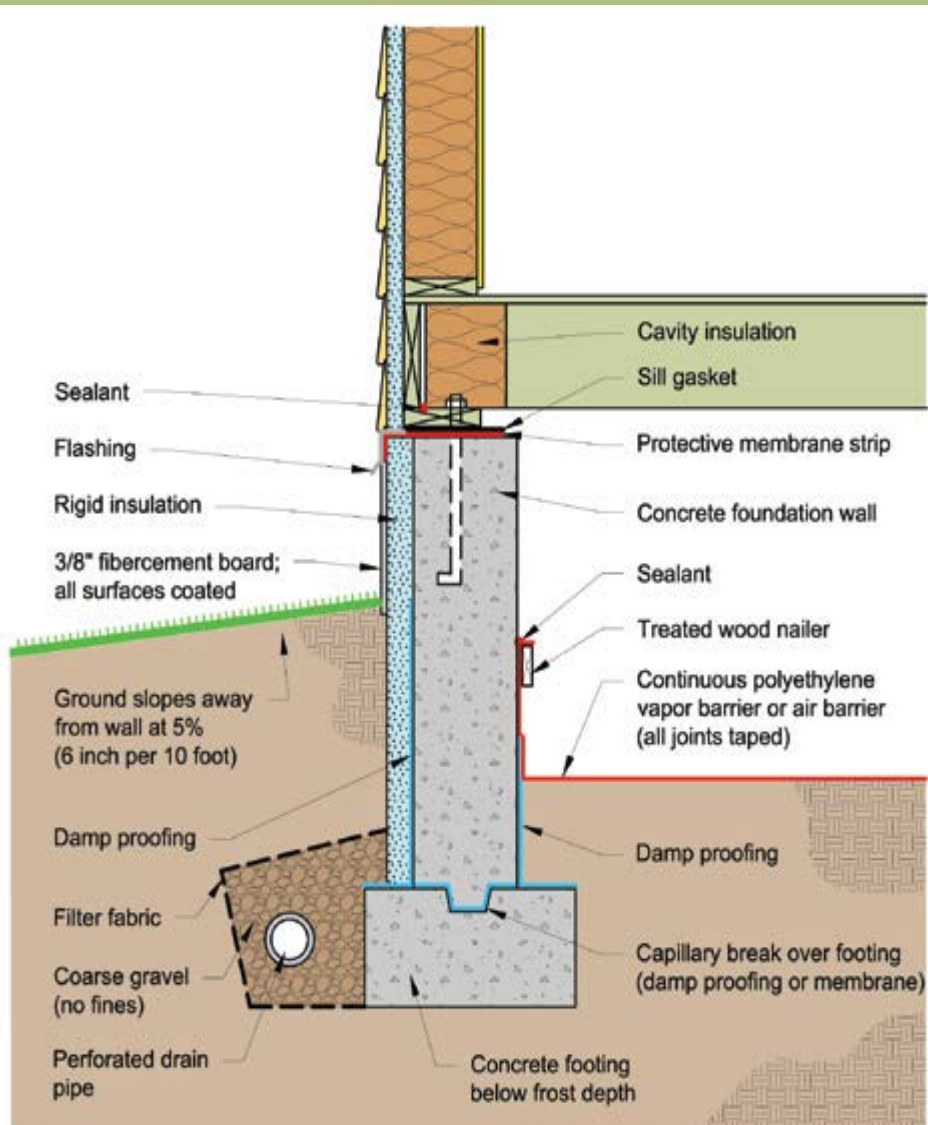 Cavity insulation
Sill gasket
Protective membrane strip
Concrete foundation wall
Sealant
Treated wood nailer
Continuous polyethylene
vapor barrier or air barrier
(all joints taped)
Damp proofing
Capillary break over footing
(damp proofing or membrane)
Sealant
Flashing
Rigid insulation
3/8" fibercement board;
all surfaces coated
Ground slopes away
from wall at 5%
(6 inch per 10 foot)
Damp proofing
Filter fabric
Coarse gravel
(no fines)
Perforated drain
pipe
Concrete footing
below frost depth